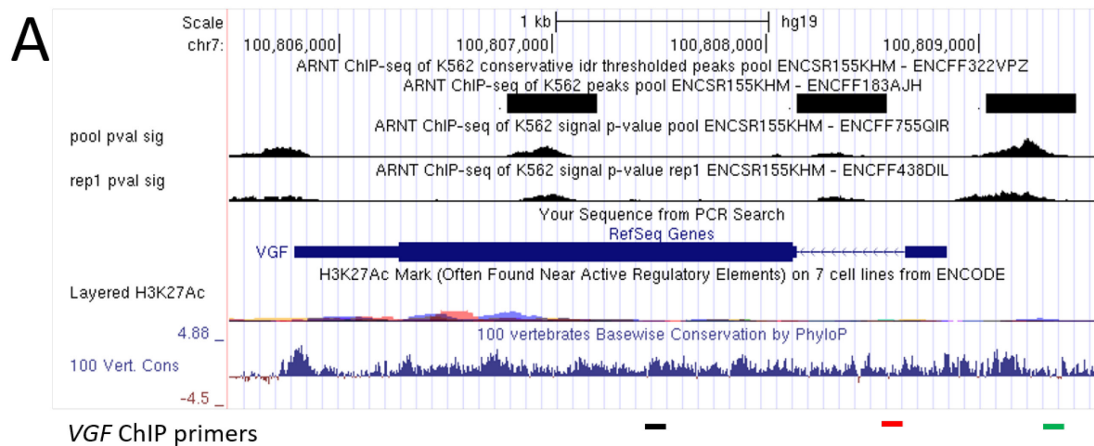 A
Scale 1 kb hg19
chr7: 100,806,000 100,807,000 100,808,000 100,809,000
ARNT ChIP-seq of K562 conservative idr thresholded peaks pool ENCSR155KHM - ENCFF322VPZ
ARNT ChIP-seq of K562 peaks pool ENCSR155KHM - ENCFF183AJH
ARNT ChIP-seq of K562 signal p-value pool ENCSR155KHM - ENCFF755QIR
pool pval sig
ARNT ChIP-seq of K562 signal p-value rep1 ENCSR155KHM - ENCFF438DIL
rep1 pval sig
Your Sequence from PCR Search
RefSeq Genes
VGF
H3K27Ac Mark (Often Found Near Active Regulatory Elements) on 7 cell lines from ENCODE
Layered H3K27Ac
4.88 _
100 vertebrates Basewise Conservation by PhyloP
100 Vert. Cons
-4.5 _
VGF ChIP primers